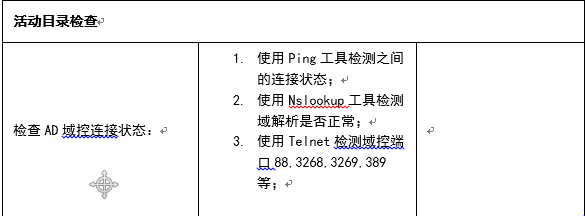 活动目录检查
检查AD域控连接状态：
1. 使用Ping工具检测之间
的连接状态；
2. 使用Nslookup工具检测
域解析是否正常；
3. 使用Telnet检测域控端
口88,3268,3269,389
等；